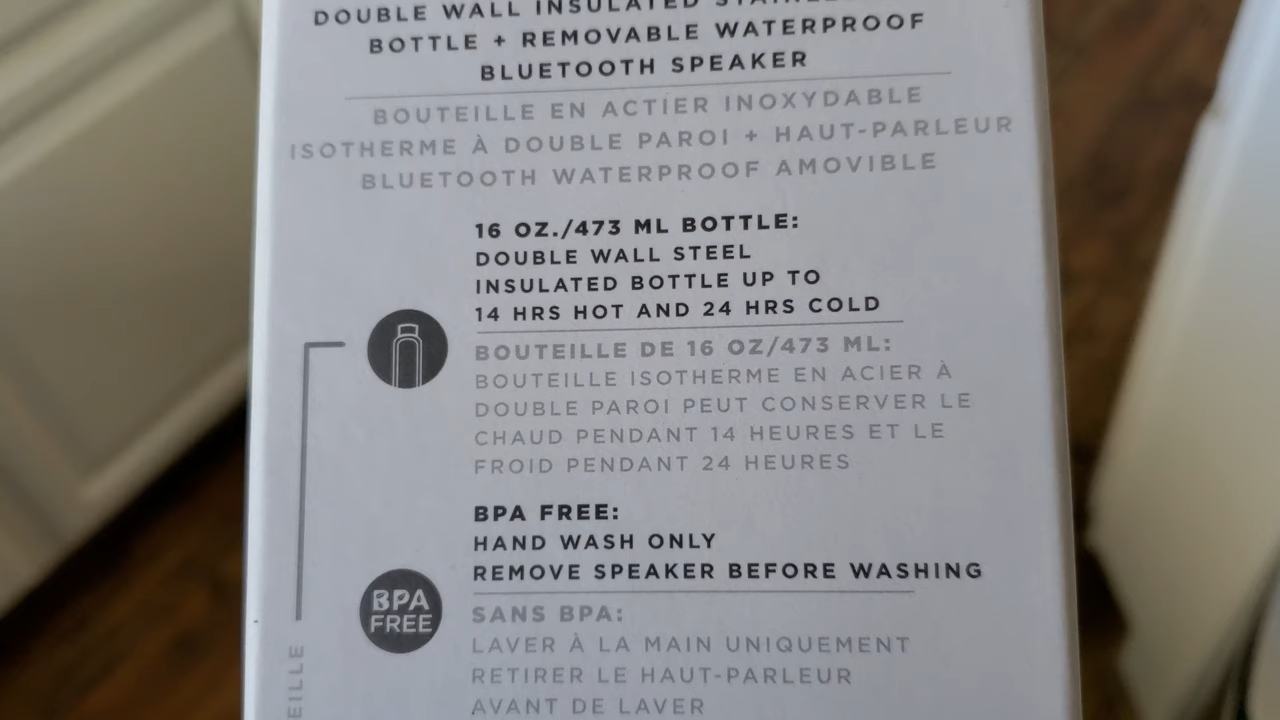 DOUBLE WALL INSULATED
BOTTLE + REMOVABLE WATERPROOF
BLUETOOTH SPEAKER
BOUTEILLE EN ACTIER INOXYDABLE
ISOTHERME À DOUBLE PAROI + HAUT-PARLEUR
BLUETOOTH WATERPROOF AMOVIBLE
16 OZ./473 ML BOTTLE:
DOUBLE WALL STEEL
INSULATED BOTTLE UP TO
14 HRS HOT AND 24 HRS COLD
BOUTEILLE DE 16 OZ/473 ML:
BOUTEILLE ISOTHERME EN ACIER À
DOUBLE PAROI PEUT CONSERVER LE
CHAUD PENDANT 14 HEURES ET LE
FROID PENDANT 24 HEURES
BPA FREE:
HAND WASH ONLY
REMOVE SPEAKER BEFORE WASHING
BPA
FREE
SANS BPA:
LAVER À LA MAIN UNIQUEMENT
RETIRER LE HAUT-PARLEUR
AVANT DE LAVER
EILLE